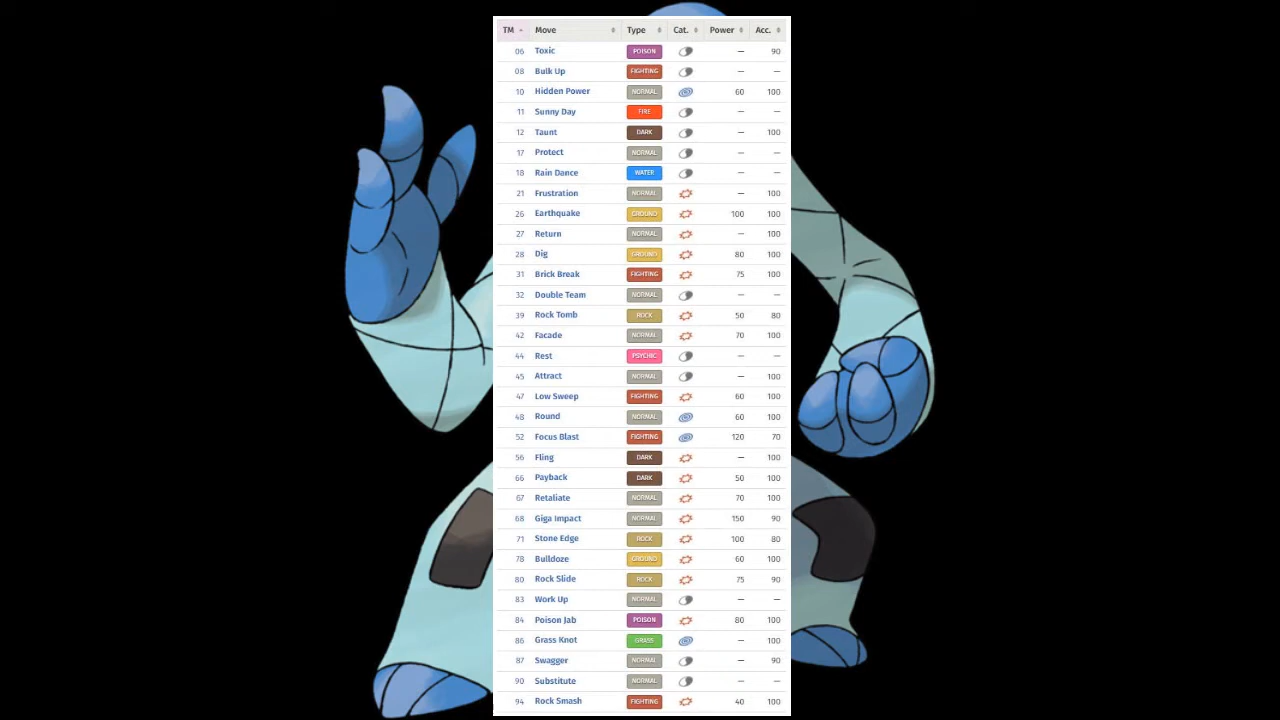 TM Move Type Cat. Power Acc.
06 Toxic POISON — 90
08 Bulk Up FIGHTING — —
10 Hidden Power NORMAL 60 100
11 Sunny Day FIRE — —
12 Taunt DARK — 100
17 Protect NORMAL — —
18 Rain Dance WATER — —
21 Frustration NORMAL — 100
26 Earthquake GROUND 100 100
27 Return NORMAL — 100
28 Dig GROUND 80 100
31 Brick Break FIGHTING 75 100
32 Double Team NORMAL — —
39 Rock Tomb ROCK 50 80
42 Facade NORMAL 70 100
44 Rest PSYCHIC — —
45 Attract NORMAL — 100
47 Low Sweep FIGHTING 60 100
48 Round NORMAL 60 100
52 Focus Blast FIGHTING 120 70
56 Fling DARK — 100
66 Payback DARK 50 100
67 Retaliate NORMAL 70 100
68 Giga Impact NORMAL 150 90
71 Stone Edge ROCK 100 80
78 Bulldoze GROUND 60 100
80 Rock Slide ROCK 75 90
83 Work Up NORMAL — —
84 Poison Jab POISON 80 100
86 Grass Knot GRASS — 100
87 Swagger NORMAL — 90
90 Substitute NORMAL — —
94 Rock Smash FIGHTING 40 100